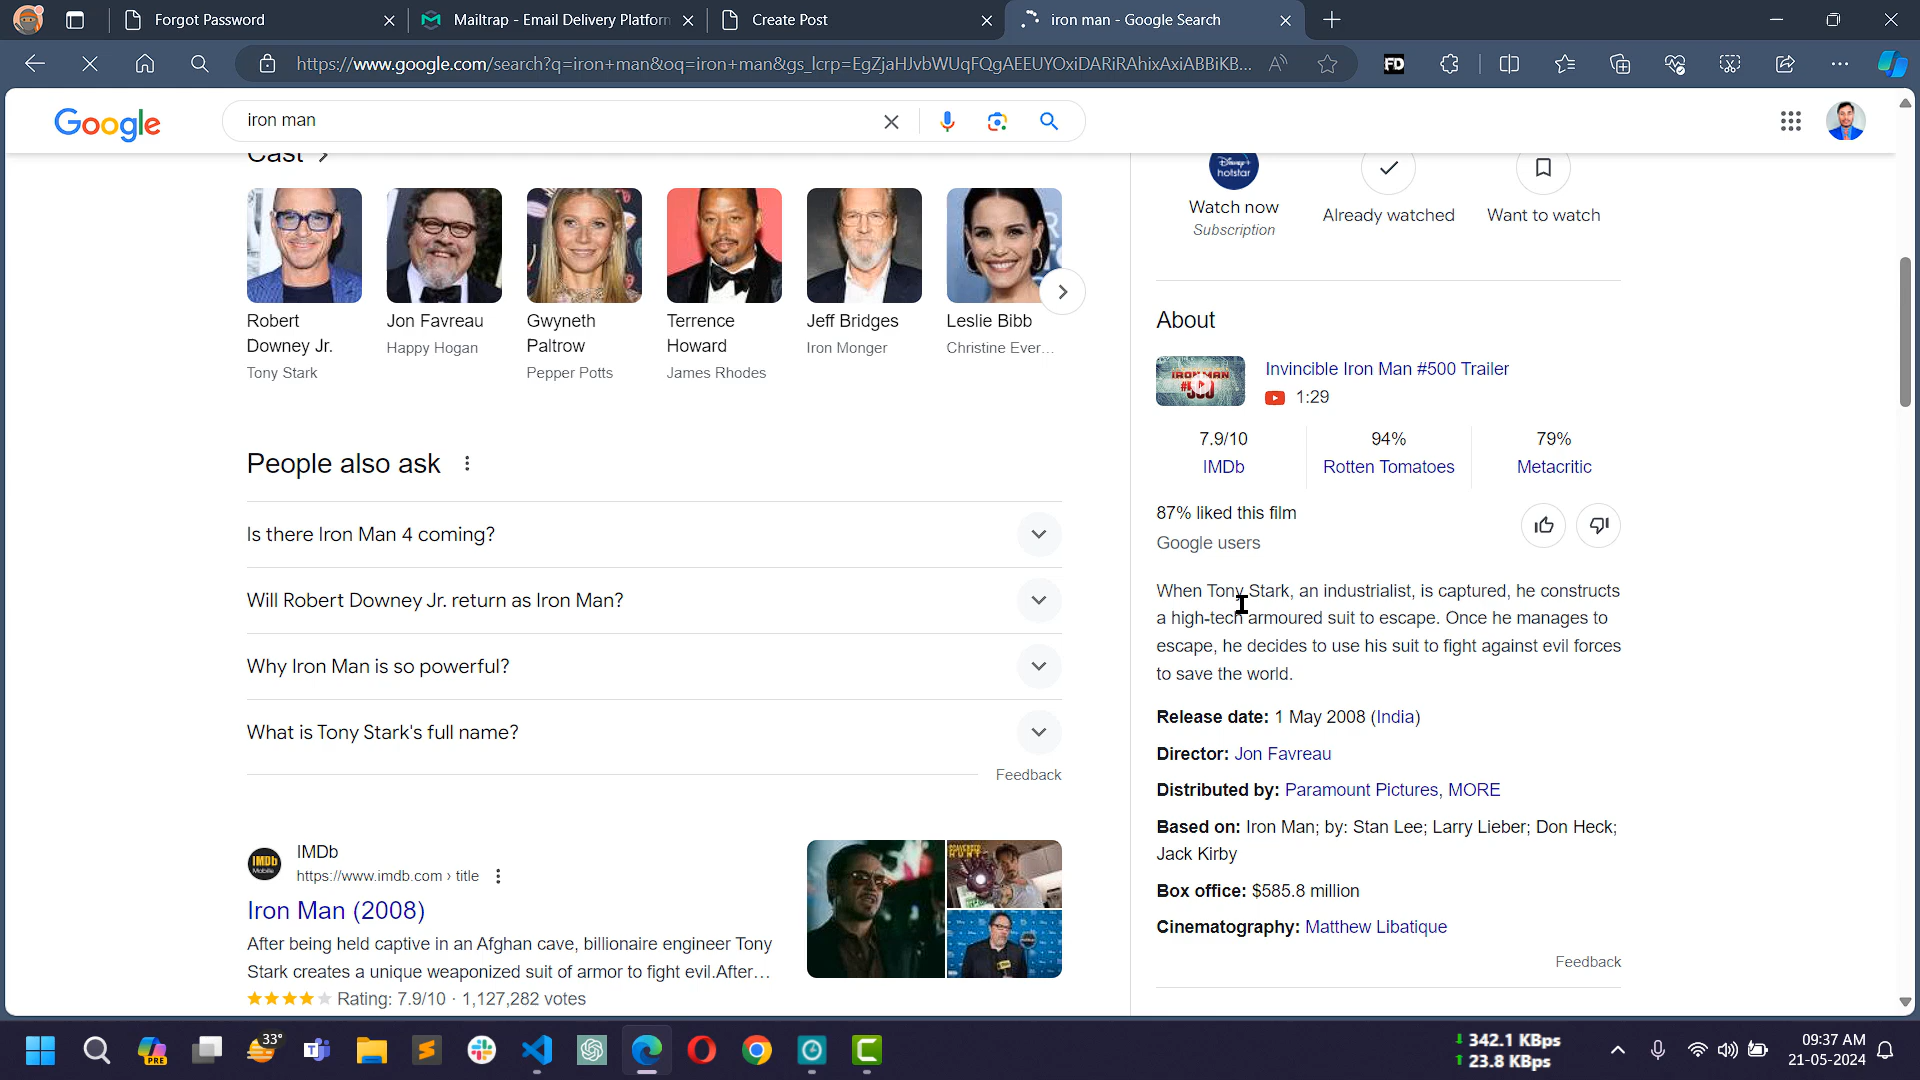 Forgot Password
Mailtrap - Email Delivery Platforn
Create Post
iron man - Google Search
https://www.google.com/search?q=iron+man&oq=iron+man&gs_lcrp=EgZjaHJvbWUqFQgAEEUYOxiDARiRAhixAxiABBiKB...
FD
Google
iron man
Cast
Robert
Downey Jr.
Tony Stark
Jon Favreau
Happy Hogan
Gwyneth
Paltrow
Pepper Potts
Terrence
Howard
James Rhodes
Jeff Bridges
Iron Monger
Leslie Bibb
Christine Ever...
People also ask
Is there Iron Man 4 coming?
Will Robert Downey Jr. return as Iron Man?
Why Iron Man is so powerful?
What is Tony Stark's full name?
Feedback
IMDb
IMDb
https://www.imdb.com › title
Iron Man (2008)
After being held captive in an Afghan cave, billionaire engineer Tony
Stark creates a unique weaponized suit of armor to fight evil.After...
Rating: 7.9/10 · 1,127,282 votes
Disney+
hotstar
Watch now
Subscription
Already watched
Want to watch
About
IRON MAN
#500
Invincible Iron Man #500 Trailer
1:29
7.9/10
IMDb
94%
Rotten Tomatoes
79%
Metacritic
87% liked this film
Google users
When Tony Stark, an industrialist, is captured, he constructs
a high-tech armoured suit to escape. Once he manages to
escape, he decides to use his suit to fight against evil forces
to save the world.
Release date: 1 May 2008 (India)
Director: Jon Favreau
Distributed by: Paramount Pictures, MORE
Based on: Iron Man; by: Stan Lee; Larry Lieber; Don Heck;
Jack Kirby
Box office: $585.8 million
Cinematography: Matthew Libatique
Feedback
PRE
33°
342.1 KBps
23.8 KBps
09:37 AM
21-05-2024